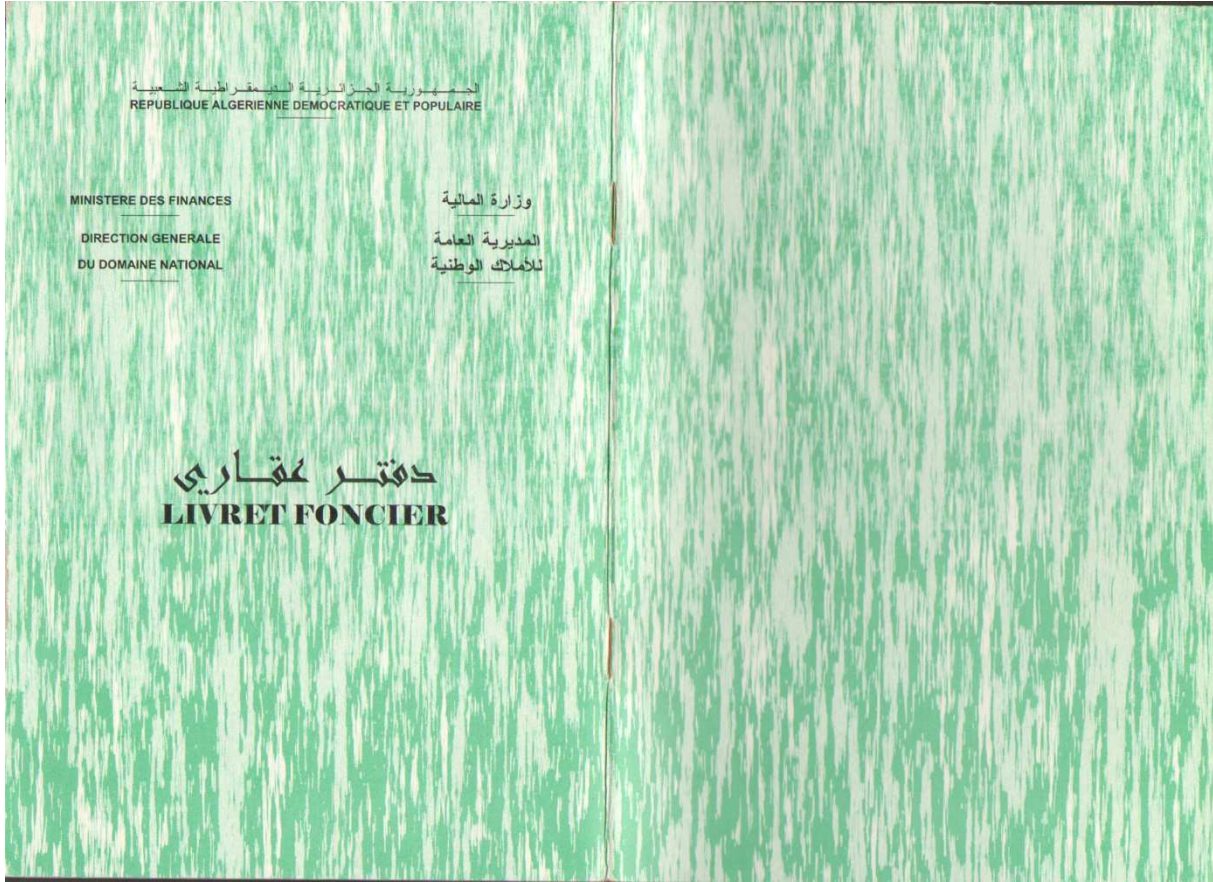 الجمهورية الجزائرية الديمقراطية الشعبية
REPUBLIQUE ALGERIENNE DEMOCRATIQUE ET POPULAIRE
MINISTERE DES FINANCES
وزارة المالية
DIRECTION GENERALE
المديرية العامة
DU DOMAINE NATIONAL
للأملاك الوطنية
دفتر عقاري
LIVRET FONCIER